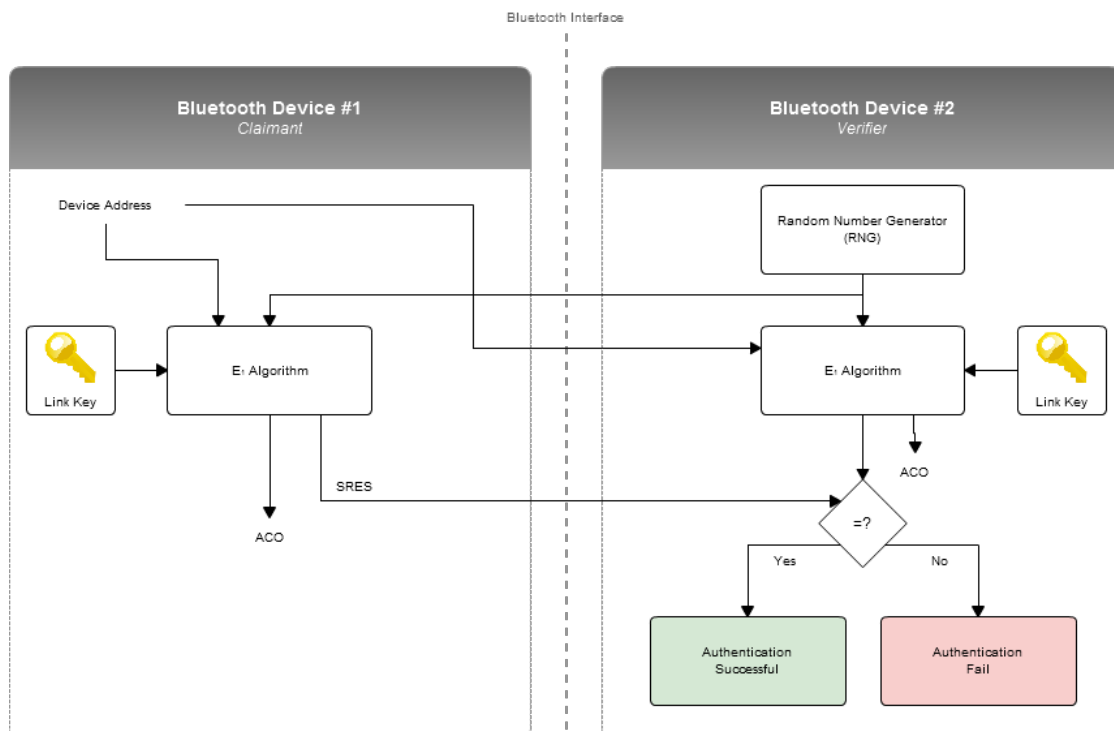 Bluetooth Interface
Bluetooth Device #1
Claimant
Bluetooth Device #2
Verifier
Device Address
Random Number Generator
(RNG)
Link Key
E₁ Algorithm
E₁ Algorithm
Link Key
SRES
ACO
ACO
=?
Yes
No
Authentication
Successful
Authentication
Fail